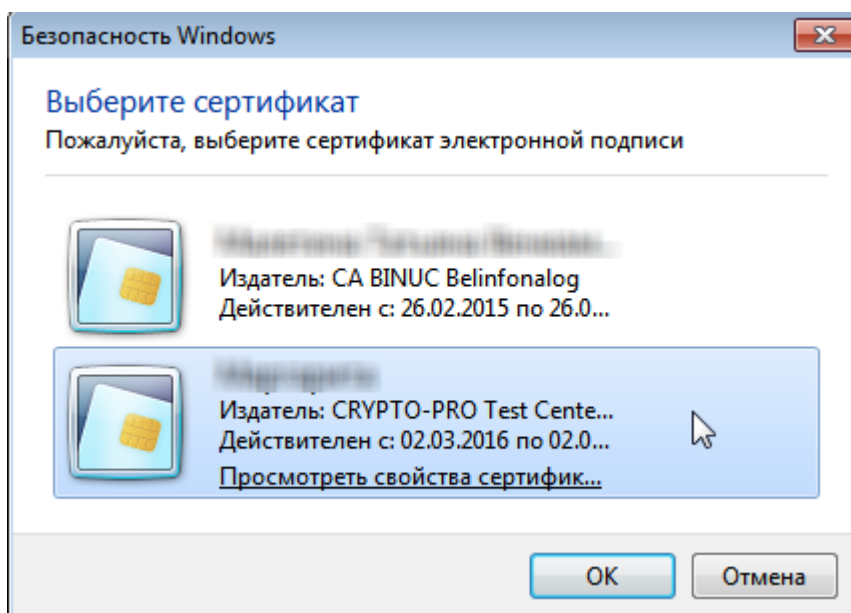 Безопасность Windows
Выберите сертификат
Пожалуйста, выберите сертификат электронной подписи
Издатель: CA BINUC Belinfonalog
Действителен с: 26.02.2015 по 26.0...
Издатель: CRYPTO-PRO Test Cente...
Действителен с: 02.03.2016 по 02.0...
Просмотреть свойства сертифик...
ОК
Отмена